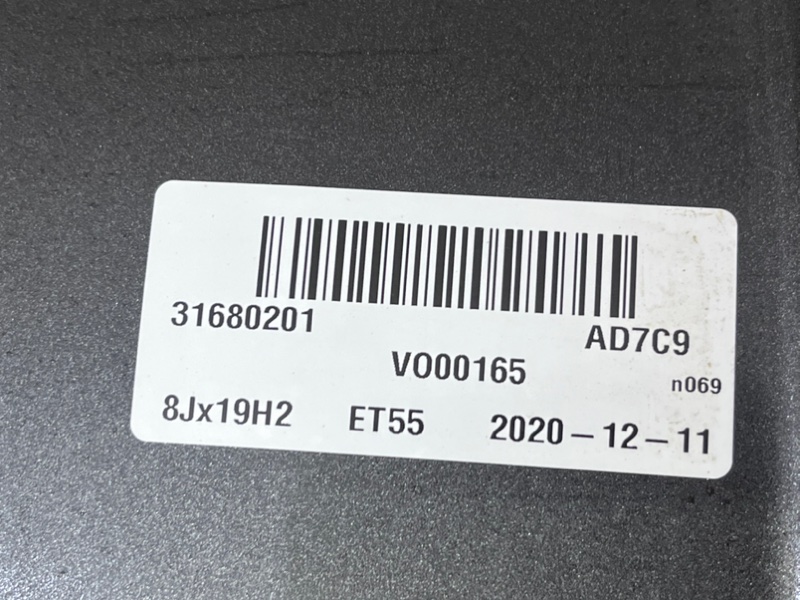 31680201 AD7C9
VO00165
n069
8Jx19H2 ET55 2020-12-11